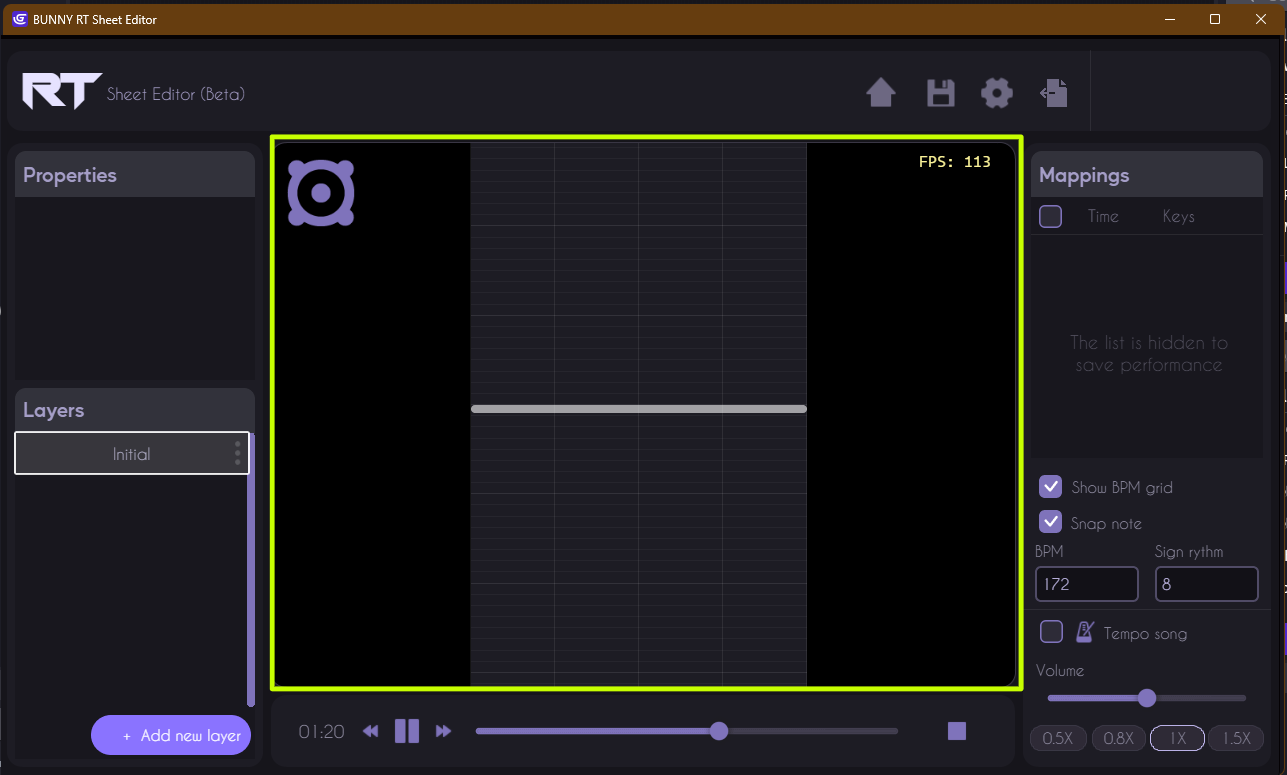 BUNNY RT Sheet Editor
RT Sheet Editor (Beta)
Properties
Layers
Initial
+ Add new layer
FPS: 113
01:20
Mappings
Time Keys
The list is hidden to
save performance
Show BPM grid
Snap note
BPM Sign rythm
172 8
Tempo song
Volume
0.5X 0.8X 1X 1.5X